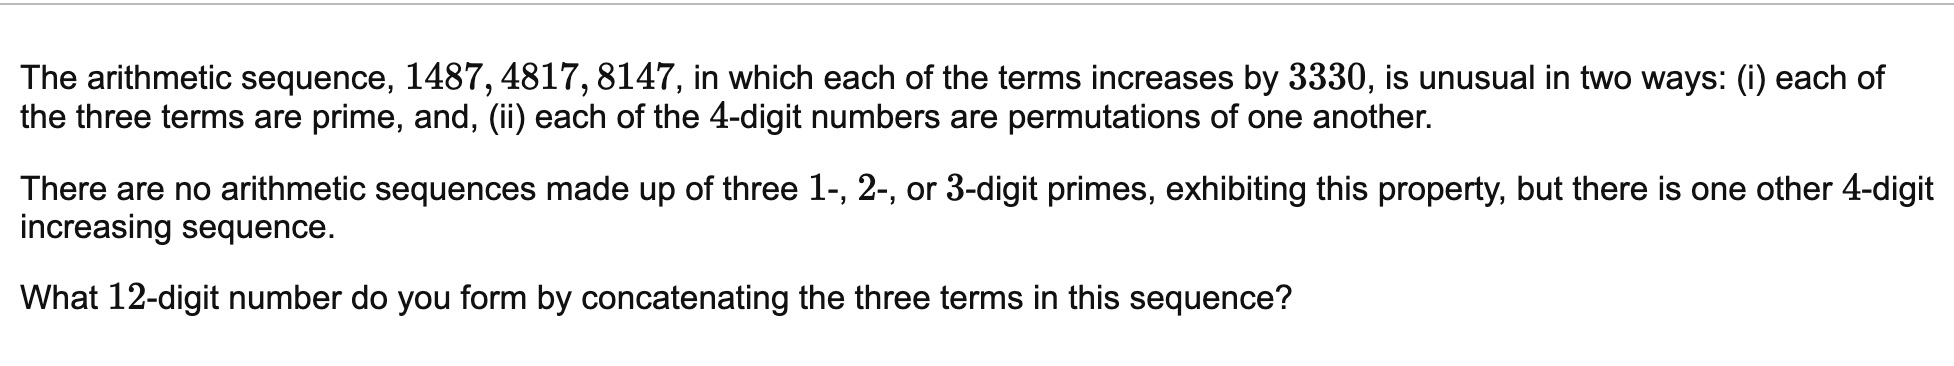 The arithmetic sequence, 1487, 4817, 8147, in which each of the terms increases by 3330, is unusual in two ways: (i) each of
the three terms are prime, and, (ii) each of the 4-digit numbers are permutations of one another.
There are no arithmetic sequences made up of three 1-, 2-, or 3-digit primes, exhibiting this property, but there is one other 4-digit
increasing sequence.
What 12-digit number do you form by concatenating the three terms in this sequence?